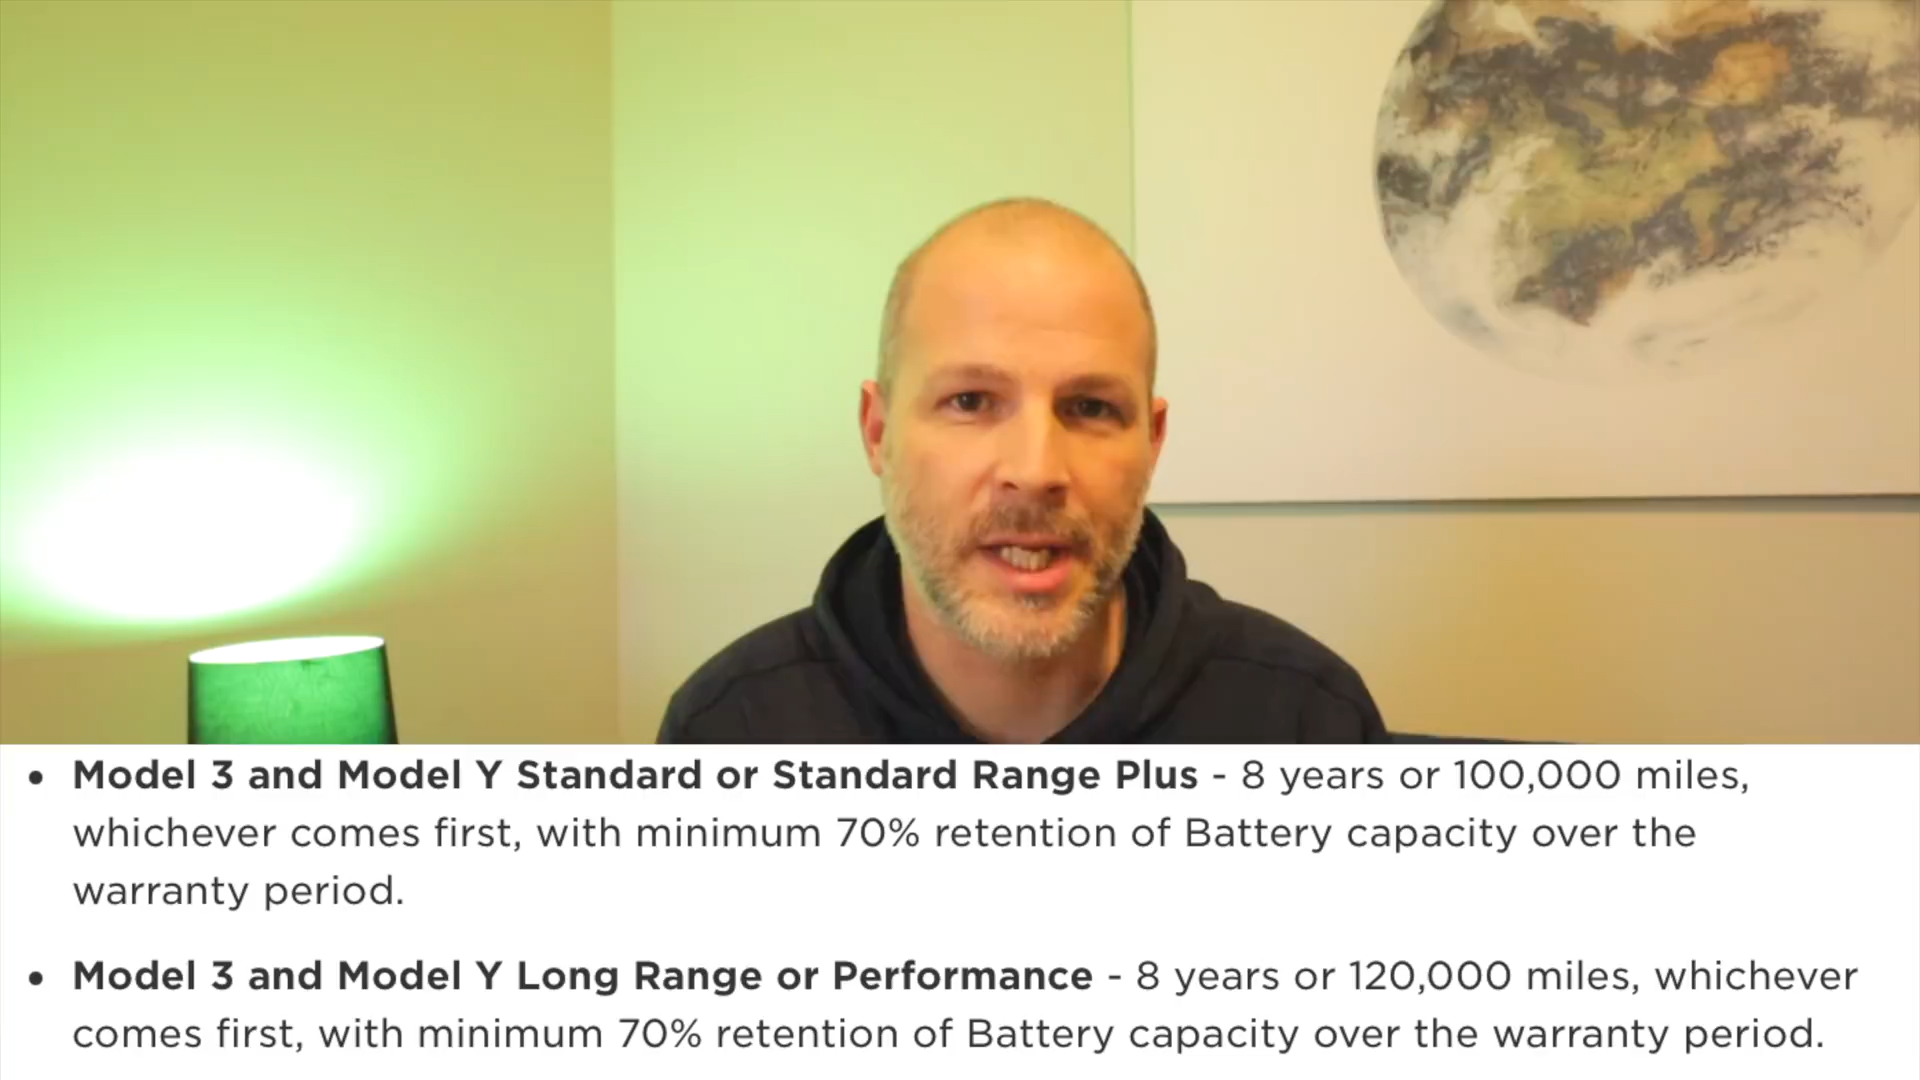 • Model 3 and Model Y Standard or Standard Range Plus - 8 years or 100,000 miles,
whichever comes first, with minimum 70% retention of Battery capacity over the
warranty period.
• Model 3 and Model Y Long Range or Performance - 8 years or 120,000 miles, whichever
comes first, with minimum 70% retention of Battery capacity over the warranty period.